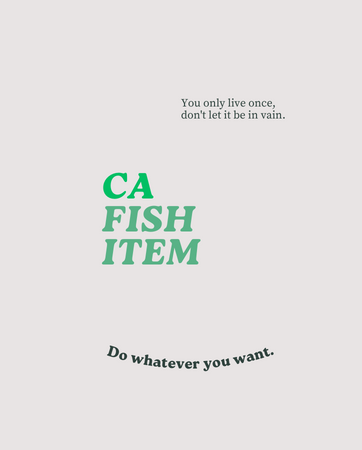 You only live once,
don't let it be in vain.
CA
FISH
ITEM
Do whatever you want.